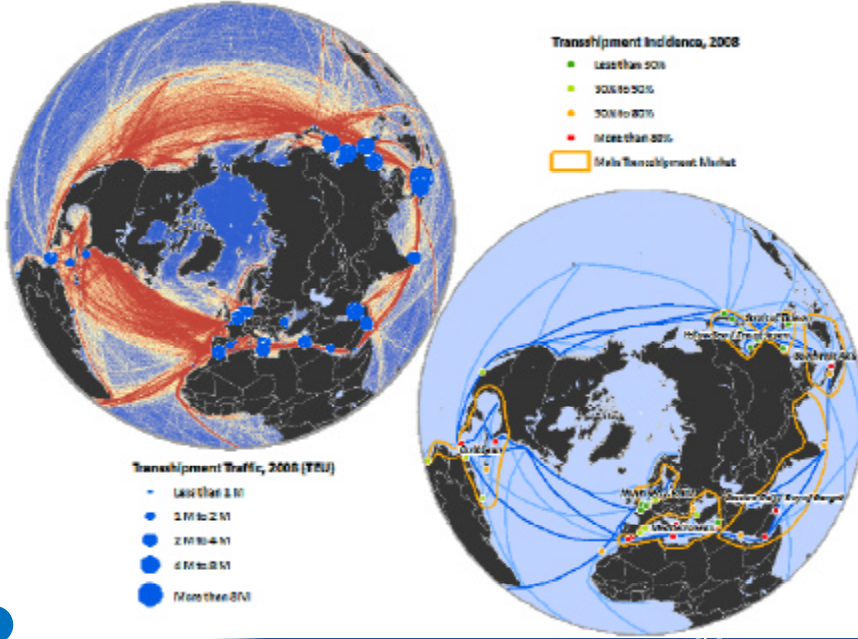 Transshipment Incidence, 2008
Less than 30%
30% to 50%
50% to 80%
More than 80%
Main Transshipment Market
Caribbean
Mediterranean
Transshipment Traffic, 2008 (TEU)
Less than 1 M
1 M to 2 M
2 M to 4 M
4 M to 8 M
More than 8 M